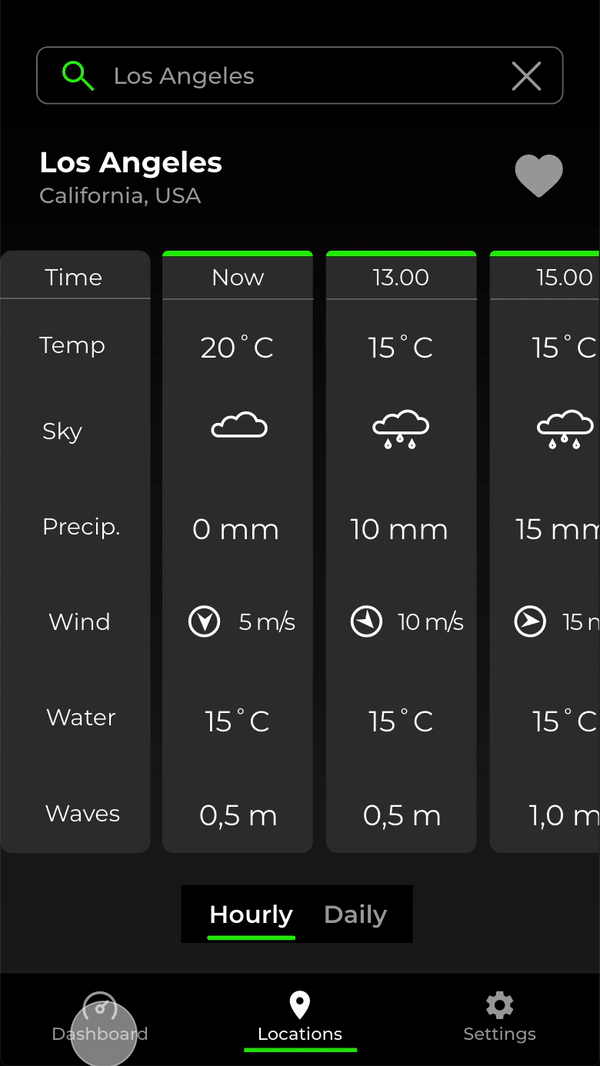 Los Angeles
Los Angeles
California, USA
Time Now 13.00 15.00
Temp 20°C 15°C 15°C
Sky
Precip. 0 mm 10 mm 15 mm
Wind 5 m/s 10 m/s 15
Water 15°C 15°C 15°C
Waves 0,5 m 0,5 m 1,0 m
Hourly Daily
Dashboard Locations Settings